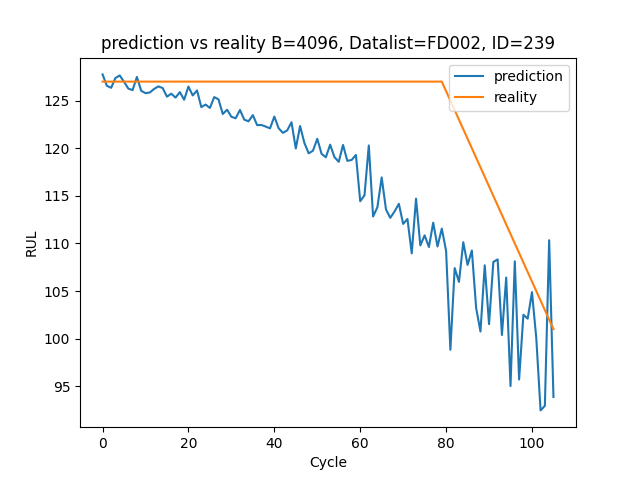 prediction vs reality B=4096, Datalist=FD002, ID=239
prediction
reality
RUL
125
120
115
110
105
100
95
0 20 40 60 80 100
Cycle